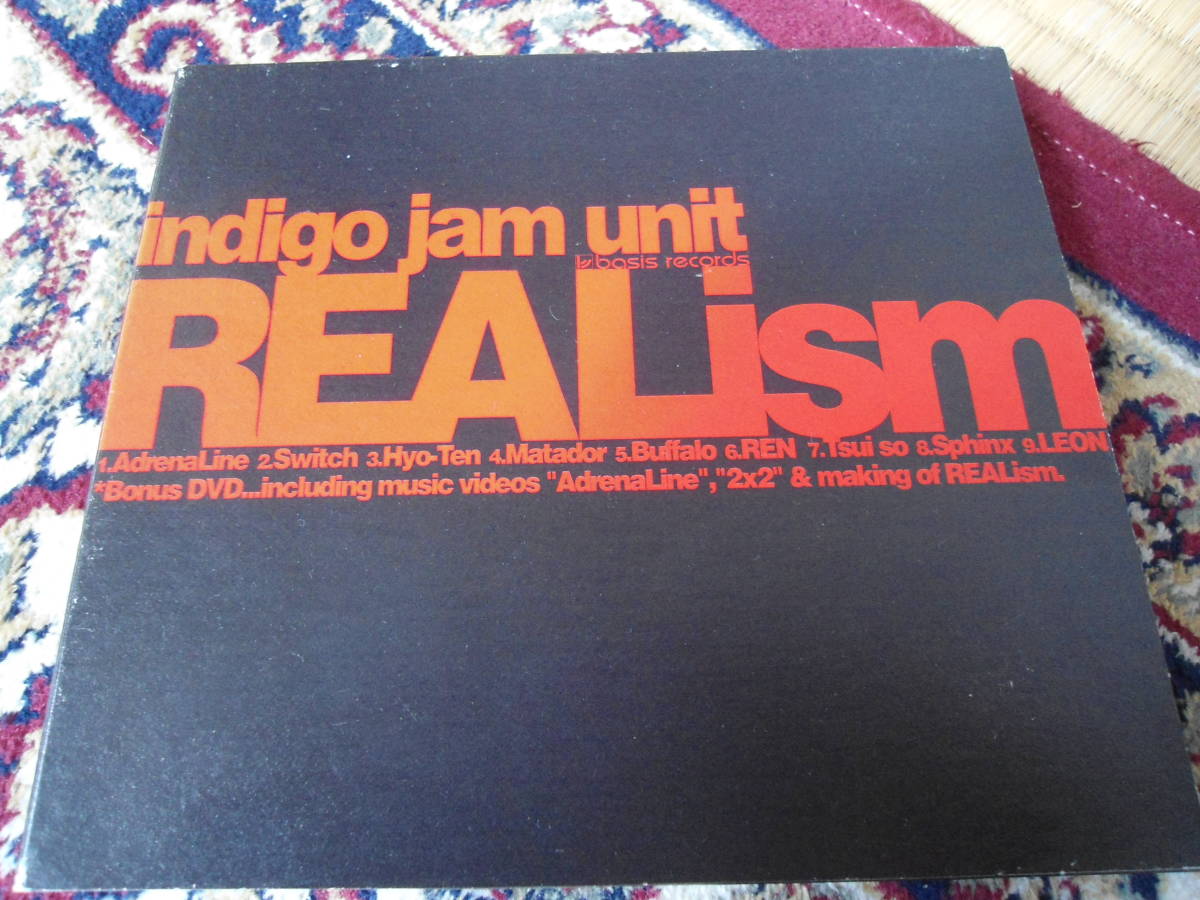 indigo jam unit
basis records
REALism
1.AdrenaLine 2.Switch 3.Hyo-Ten 4.Matador 5.Buffalo 6.REN 7.Tsui so 8.Sphinx 9.LEON
*Bonus DVD...including music videos "AdrenaLine","2x2" & making of REALism.